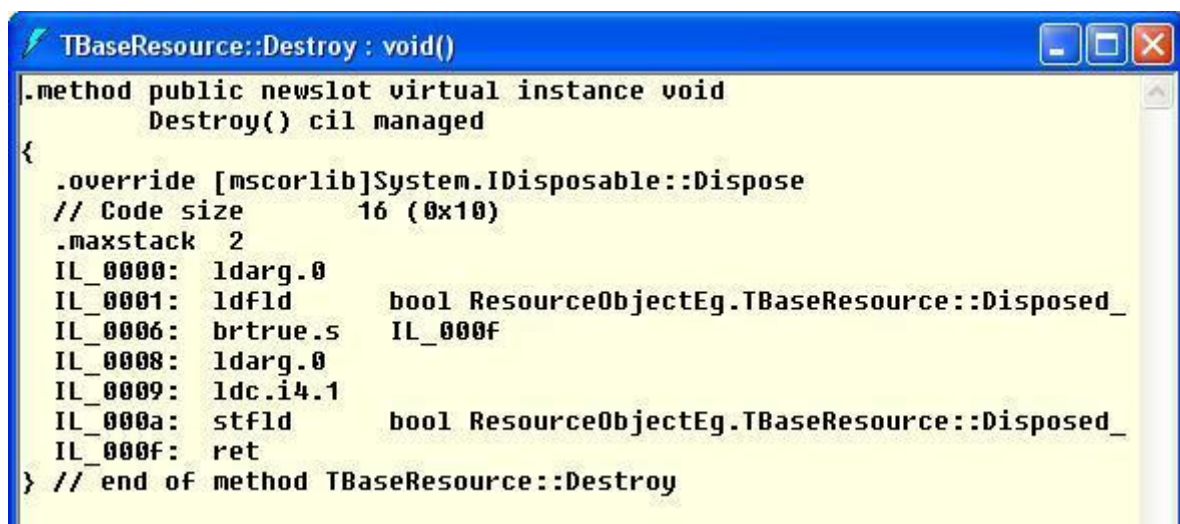 TBaseResource::Destroy : void()
.method public newslot virtual instance void
        Destroy() cil managed
{
  .override [mscorlib]System.IDisposable::Dispose
  // Code size       16 (0x10)
  .maxstack  2
  IL_0000:  ldarg.0
  IL_0001:  ldfld      bool ResourceObjectEg.TBaseResource::Disposed_
  IL_0006:  brtrue.s   IL_000f
  IL_0008:  ldarg.0
  IL_0009:  ldc.i4.1
  IL_000a:  stfld      bool ResourceObjectEg.TBaseResource::Disposed_
  IL_000f:  ret
} // end of method TBaseResource::Destroy